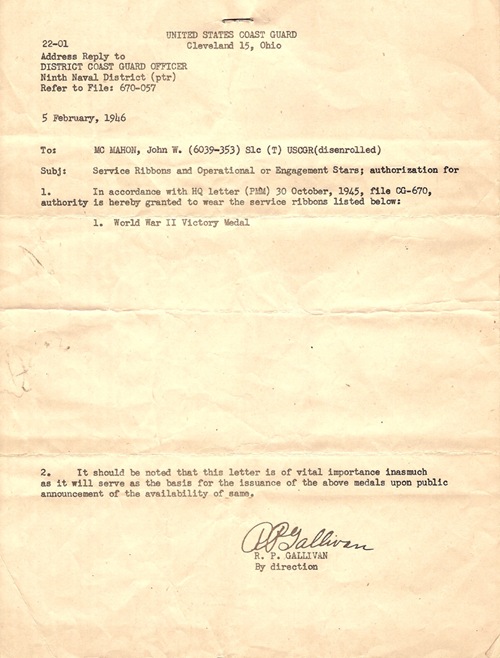 UNITED STATES COAST GUARD
Cleveland 15, Ohio
22-01
Address Reply to
DISTRICT COAST GUARD OFFICER
Ninth Naval District (ptr)
Refer to File: 670-057
5 February, 1946
To: MC MAHON, John W. (6039-353) S1c (T) USCGR(disenrolled)
Subj: Service Ribbons and Operational or Engagement Stars; authorization for
1. In accordance with HQ letter (PMM) 30 October, 1945, file CG-670,
authority is hereby granted to wear the service ribbons listed below:
1. World War II Victory Medal
2. It should be noted that this letter is of vital importance inasmuch
as it will serve as the basis for the issuance of the above medals upon public
announcement of the availability of same.
R P Gallivan
R. P. GALLIVAN
By direction